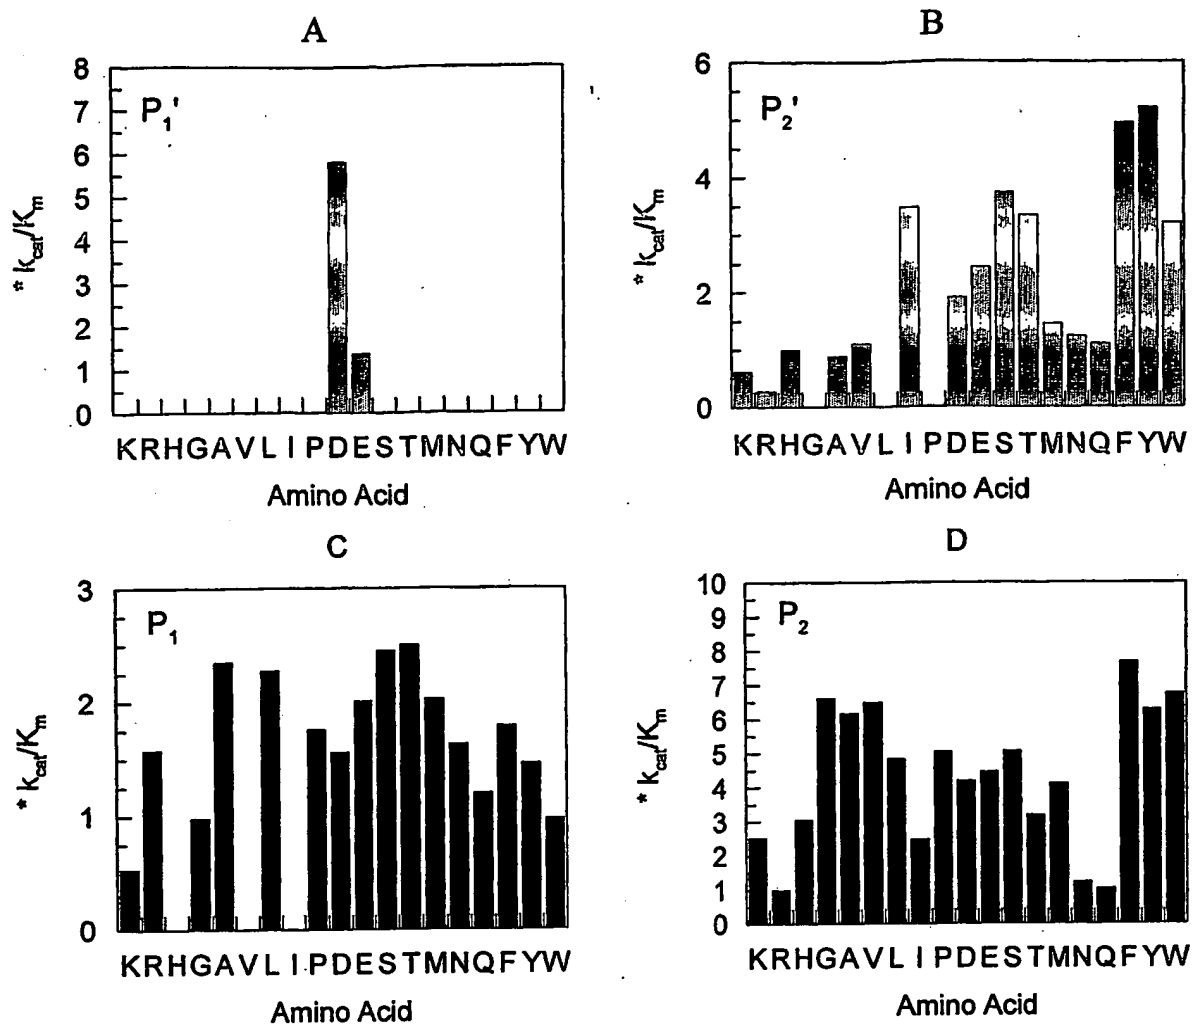 A
8
7
6
5
4
3
2
1
0
P1'
* kcat/Km
KRHGAVLIPDESTMNQFYW
Amino Acid
B
6
4
2
0
P2'
* kcat/Km
KRHGAVLIPDESTMNQFYW
Amino Acid
C
3
2
1
0
P1
* kcat/Km
KRHGAVLIPDESTMNQFYW
Amino Acid
D
10
9
8
7
6
5
4
3
2
1
0
P2
* kcat/Km
KRHGAVLIPDESTMNQFYW
Amino Acid